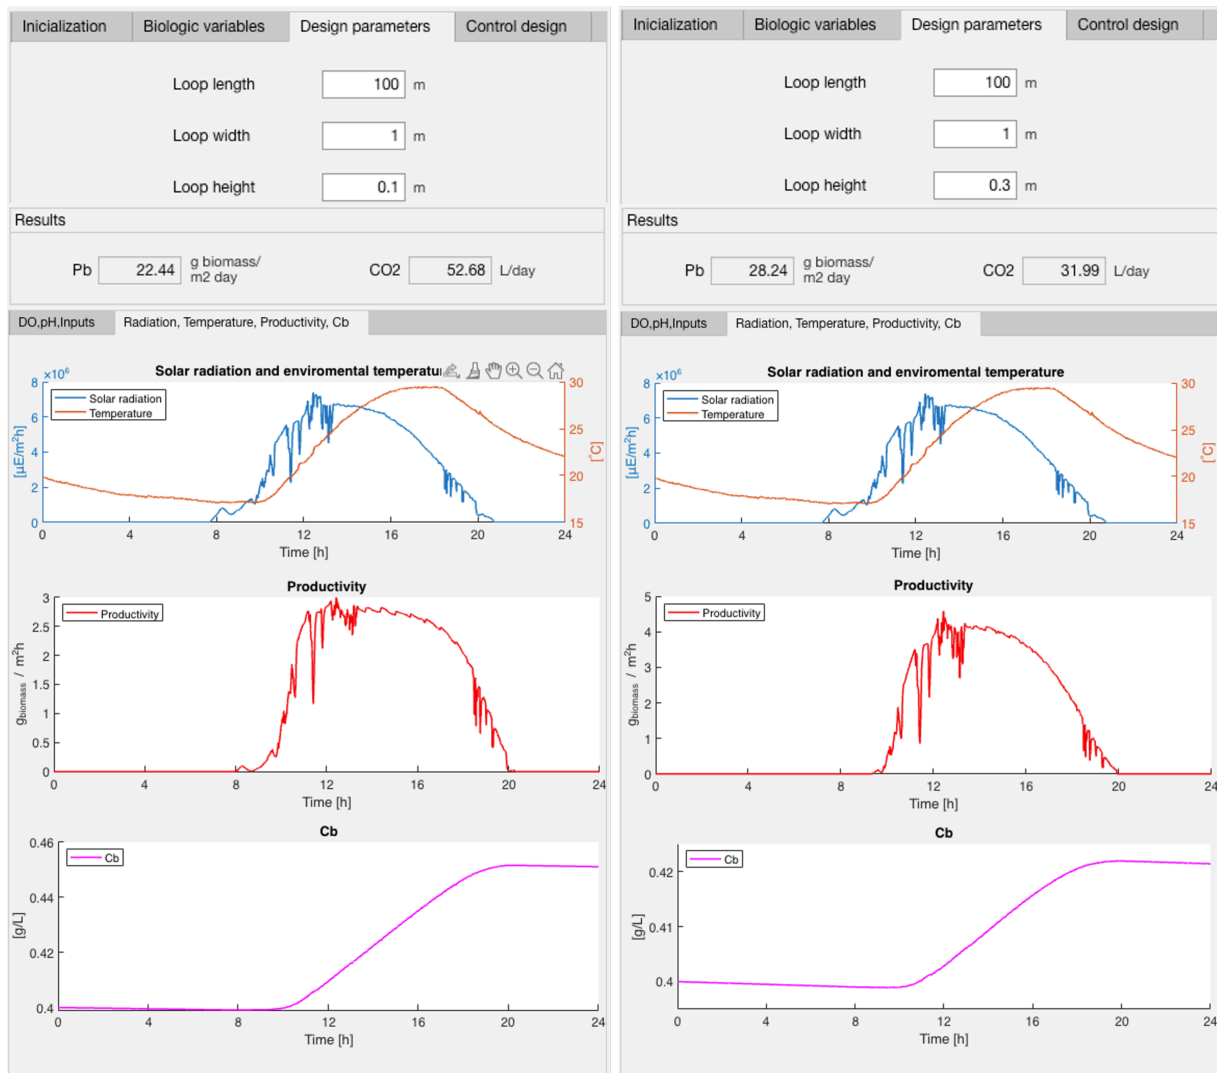 Inicialization Biologic variables Design parameters Control design
Loop length 100 m
Loop width 1 m
Loop height 0.1 m
Results
Pb 22.44 g biomass/
m2 day
CO2 52.68 L/day
DO,pH,Inputs Radiation, Temperature, Productivity, Cb
Solar radiation and enviromental temperatu
×10⁶
8
6
4
2
0
[µE/m²h]
Solar radiation
Temperature
30
25
20
15
[°C]
0 4 8 12 16 20 24
Time [h]
Productivity
3
2.5
2
1.5
1
0.5
0
g biomass / m²h
Productivity
0 4 8 12 16 20 24
Time [h]
Cb
0.46
0.44
0.42
0.4
[g/L]
Cb
0 4 8 12 16 20 24
Time [h]
Inicialization Biologic variables Design parameters Control design
Loop length 100 m
Loop width 1 m
Loop height 0.3 m
Results
Pb 28.24 g biomass/
m2 day
CO2 31.99 L/day
DO,pH,Inputs Radiation, Temperature, Productivity, Cb
Solar radiation and enviromental temperature
×10⁶
8
6
4
2
0
[µE/m²h]
Solar radiation
Temperature
30
25
20
15
[°C]
0 4 8 12 16 20 24
Time [h]
Productivity
5
4
3
2
1
0
g biomass / m²h
Productivity
0 4 8 12 16 20 24
Time [h]
Cb
0.42
0.41
0.4
[g/L]
Cb
0 4 8 12 16 20 24
Time [h]